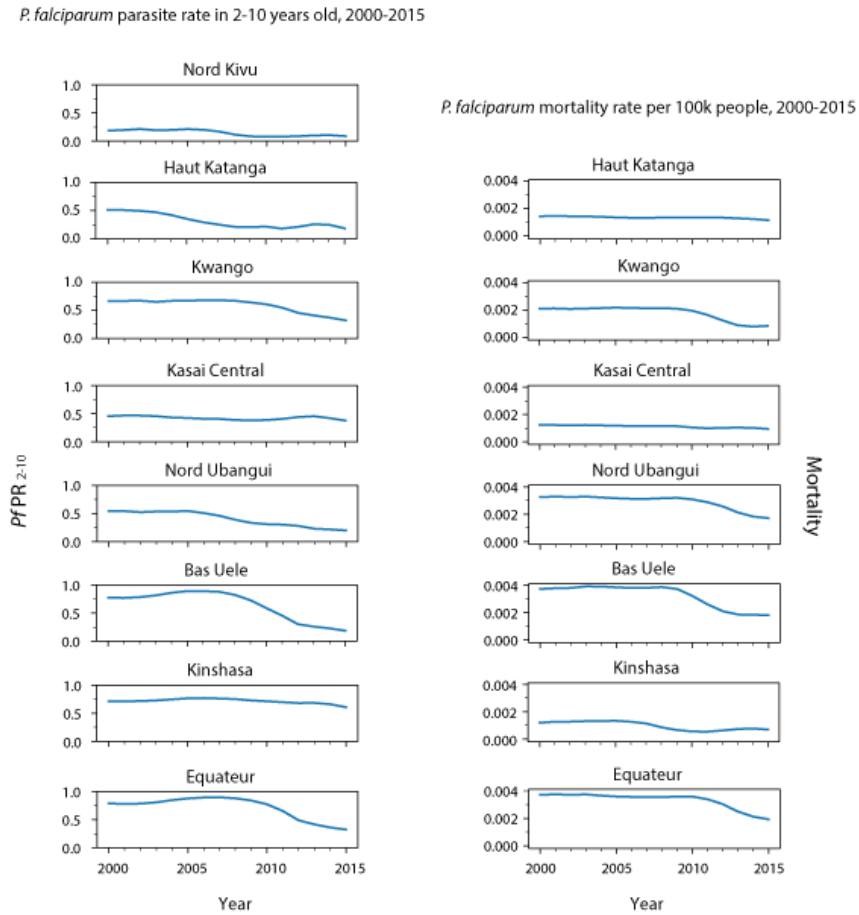 P. falciparum parasite rate in 2-10 years old, 2000-2015
Nord Kivu
1.0
0.5
0.0
Haut Katanga
1.0
0.5
0.0
Kwango
1.0
0.5
0.0
Kasai Central
1.0
0.5
0.0
Nord Ubangui
1.0
0.5
0.0
Bas Uele
1.0
0.5
0.0
Kinshasa
1.0
0.5
0.0
Equateur
1.0
0.5
0.0
2000 2005 2010 2015
Year
Pf PR 2-10
P. falciparum mortality rate per 100k people, 2000-2015
Haut Katanga
0.004
0.002
0.000
Kwango
0.004
0.002
0.000
Kasai Central
0.004
0.002
0.000
Nord Ubangui
0.004
0.002
0.000
Bas Uele
0.004
0.002
0.000
Kinshasa
0.004
0.002
0.000
Equateur
0.004
0.002
0.000
2000 2005 2010 2015
Year
Mortality